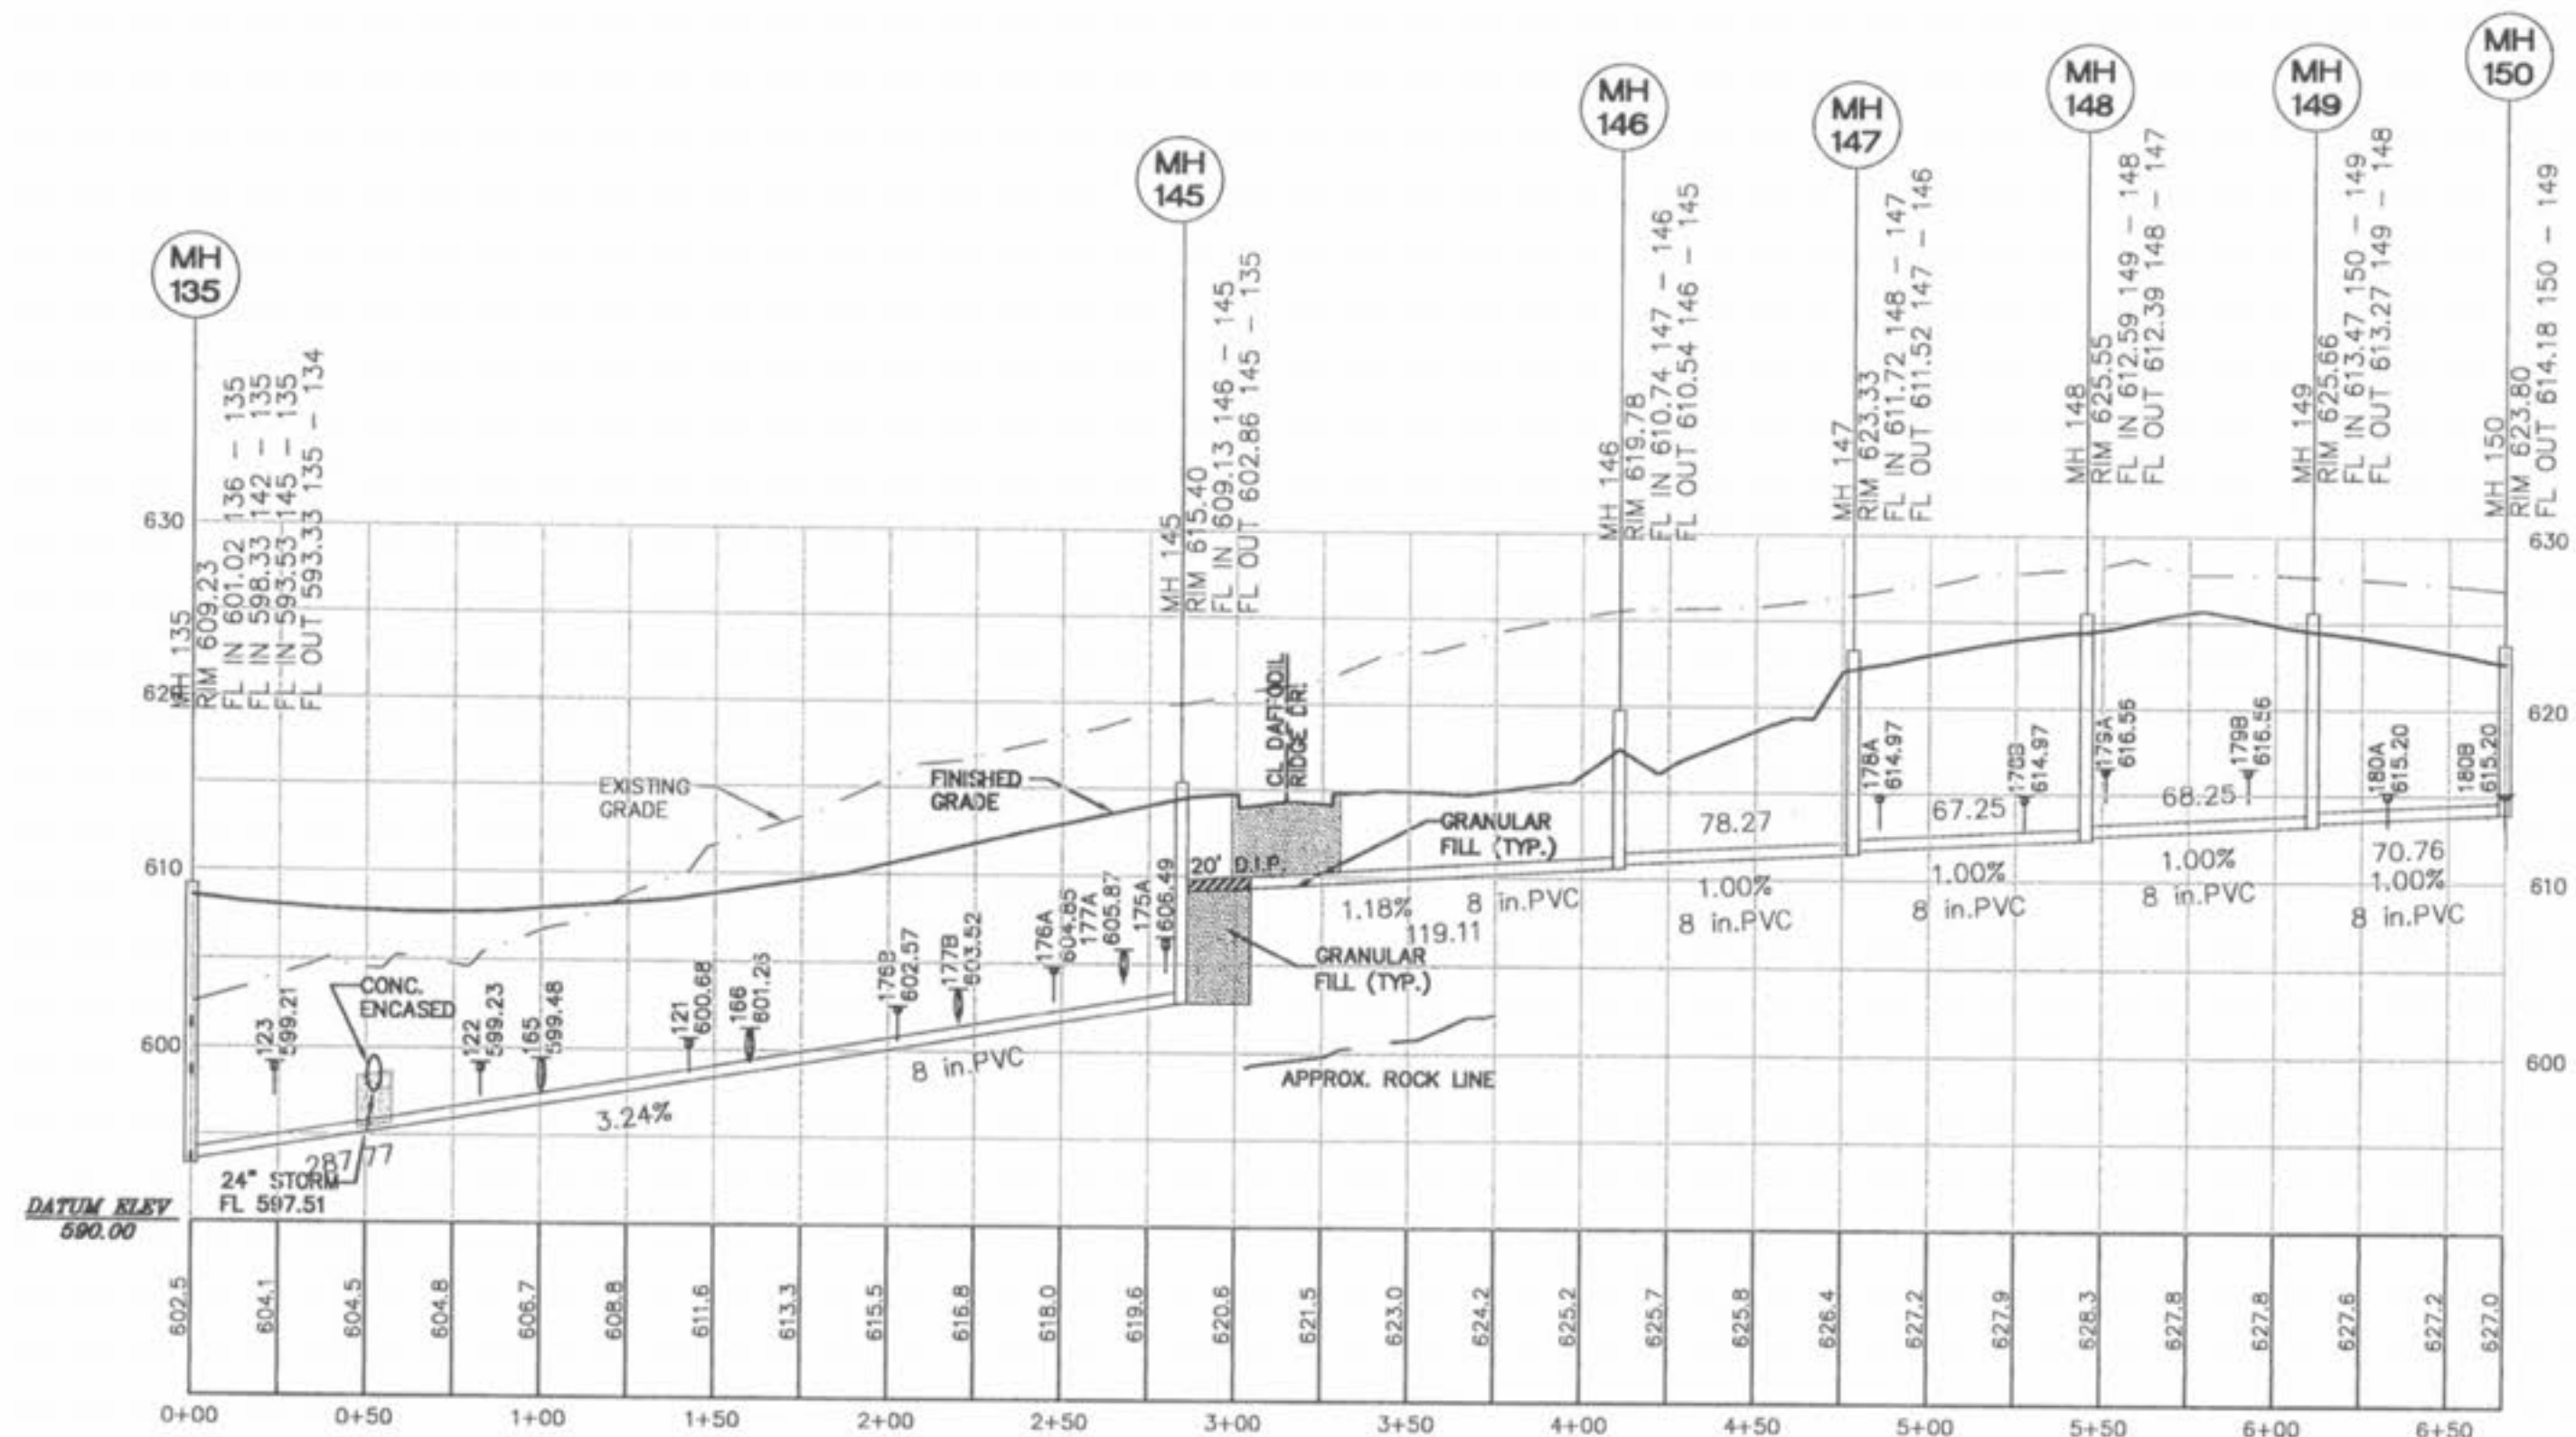 MH
135
MH
145
MH
146
MH
147
MH
148
MH
149
MH
150
MH 135
RIM 609.23
FL IN 601.02 136 - 135
FL IN 598.33 142 - 135
FL IN 593.53 145 - 135
FL OUT 593.33 135 - 134
MH 145
RIM 615.40
FL IN 609.13 146 - 145
FL OUT 602.86 145 - 135
MH 146
RIM 619.78
FL IN 610.74 147 - 146
FL OUT 610.54 146 - 145
MH 147
RIM 623.33
FL IN 611.72 148 - 147
FL OUT 611.52 147 - 146
MH 148
RIM 625.55
FL IN 612.59 149 - 148
FL OUT 612.39 148 - 147
MH 149
RIM 625.66
FL IN 613.47 150 - 149
FL OUT 613.27 149 - 148
MH 150
RIM 623.80
FL OUT 614.18 150 - 149
630
620
610
600
630
620
610
600
EXISTING
GRADE
FINISHED
GRADE
CL DAFFODIL
RIDGE DR.
GRANULAR
FILL (TYP.)
20' D.I.P.
GRANULAR
FILL (TYP.)
APPROX. ROCK LINE
CONC.
ENCASED
123
599.21
122
599.23
165
599.48
121
600.68
166
601.26
176B
602.57
177B
603.52
176A
604.85
177A
605.87
175A
606.49
178A
614.97
178B
614.97
179A
616.56
179B
616.56
180A
615.20
180B
615.20
287.77
3.24%
8 in.PVC
1.18%
119.11
8 in.PVC
78.27
1.00%
8 in.PVC
67.25
1.00%
8 in.PVC
68.25
1.00%
8 in.PVC
70.76
1.00%
8 in.PVC
24" STORM
FL 597.51
DATUM ELEV
590.00
602.5
604.1
604.5
604.8
606.7
608.8
611.6
613.3
615.5
616.8
618.0
619.6
620.6
621.5
623.0
624.2
625.2
625.7
625.8
626.4
627.2
627.9
628.3
627.8
627.8
627.6
627.2
627.0
0+00
0+50
1+00
1+50
2+00
2+50
3+00
3+50
4+00
4+50
5+00
5+50
6+00
6+50